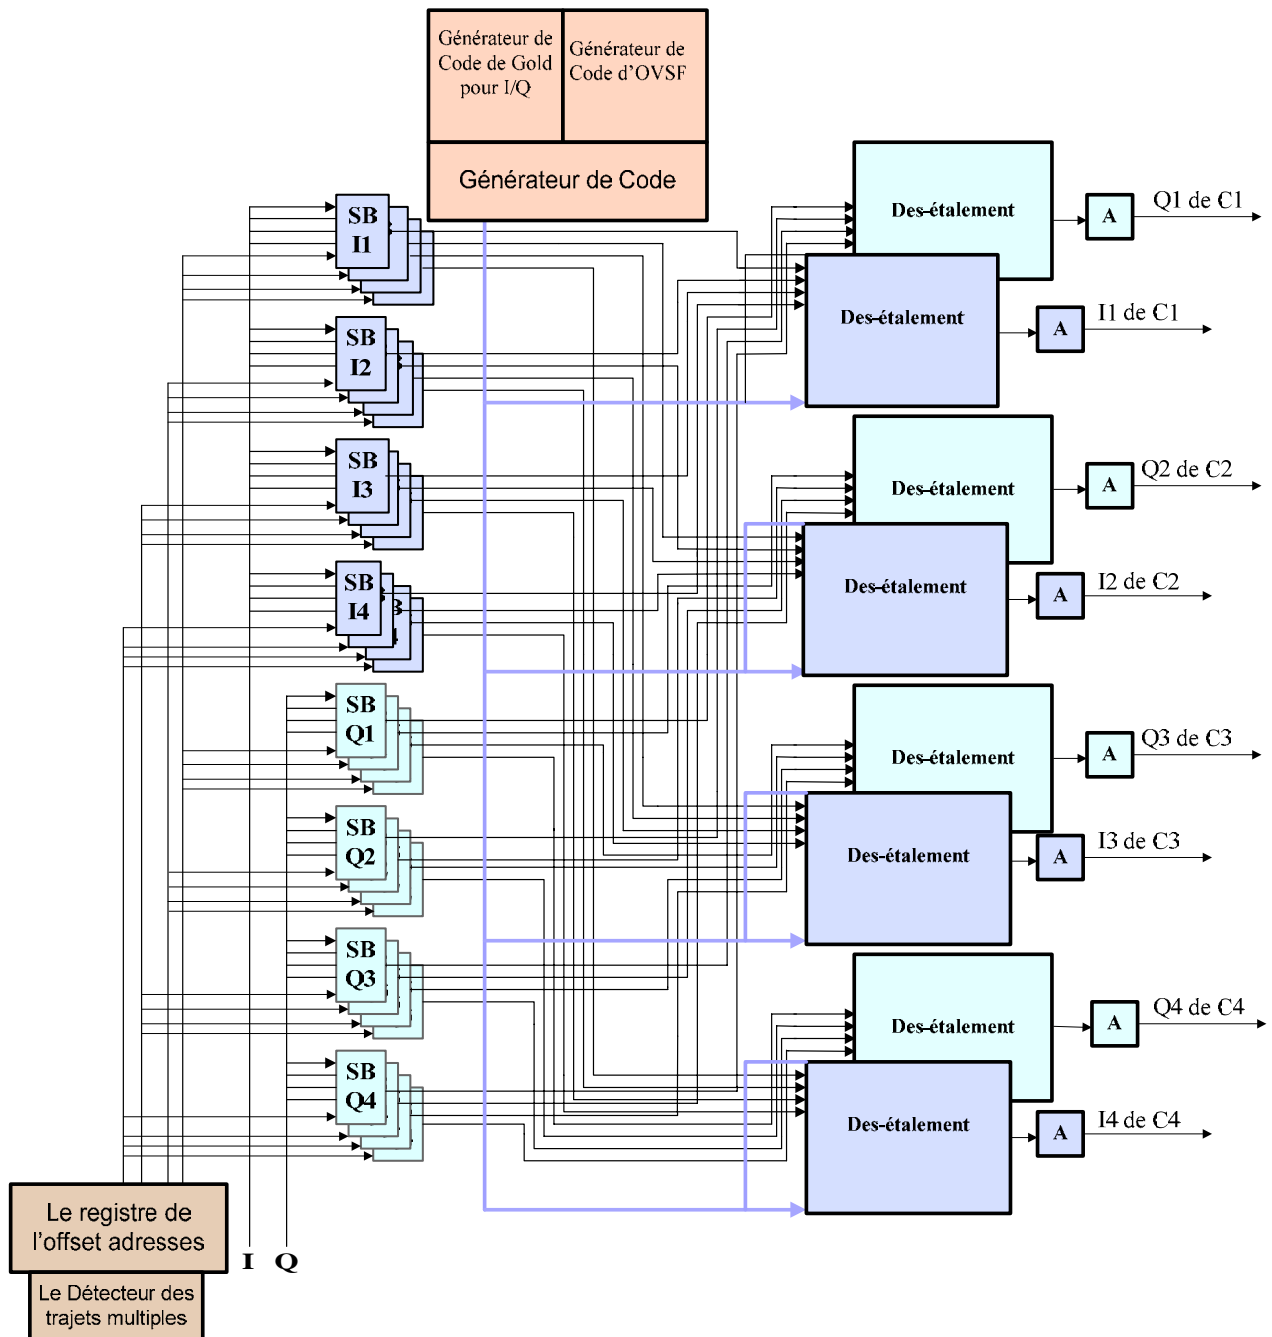 Générateur de
Code de Gold
pour I/Q
Générateur de
Code d'OVSF
Générateur de Code
SB
I1
SB
I2
SB
I3
SB
I4
SB
Q1
SB
Q2
SB
Q3
SB
Q4
Des-étalement
A
Q1 de C1
Des-étalement
A
I1 de C1
Des-étalement
A
Q2 de C2
Des-étalement
A
I2 de C2
Des-étalement
A
Q3 de C3
Des-étalement
A
I3 de C3
Des-étalement
A
Q4 de C4
Des-étalement
A
I4 de C4
Le registre de
l'offset adresses
I
Q
Le Détecteur des
trajets multiples